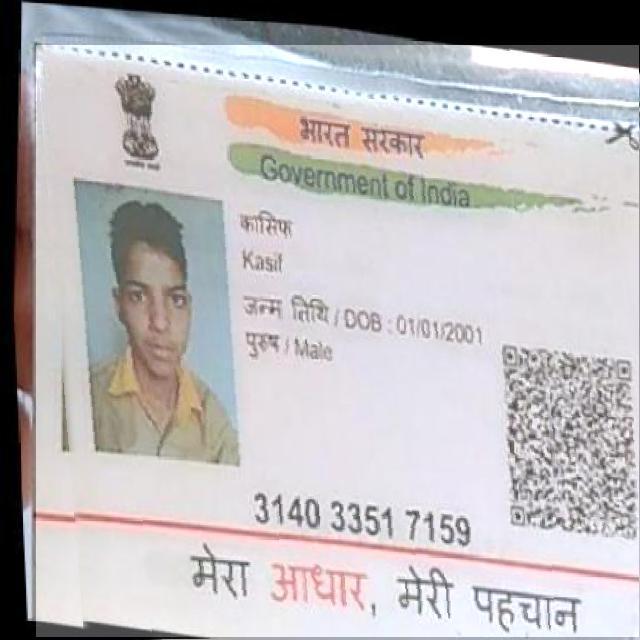 भारत सरकार
Government of India
कासिफ
Kasif
जन्म तिथि / DOB : 01/01/2001
पुरुष / Male
3140 3351 7159
मेरा आधार, मेरी पहचान